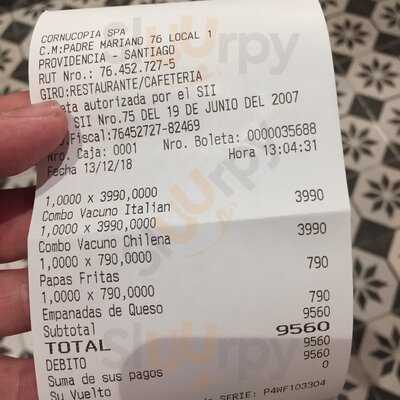 CORNUCOPIA SPA
C.M:PADRE MARIANO 76 LOCAL 1
PROVIDENCIA - SANTIAGO
RUT Nro.: 76.452.727-5
GIRO:RESTAURANTE/CAFETERIA
eta autorizada por el SII
SII Nro.75 DEL 19 DE JUNIO DEL 2007
.Fiscal:76452727-82469
Nro. Caja: 0001 Nro. Boleta: 0000035688
Fecha 13/12/18 Hora 13:04:31
1,0000 x 3990,0000
Combo Vacuno Italian 3990
1,0000 x 3990,0000
Combo Vacuno Chilena 3990
1,0000 x 790,0000
Papas Fritas 790
1,0000 x 790,0000
Empanadas de Queso 790
Subtotal 9560
TOTAL 9560
DEBITO 9560
Suma de sus pagos 9560
Su Vuelto 0
SERIE: P4WF103304
Sluurpy